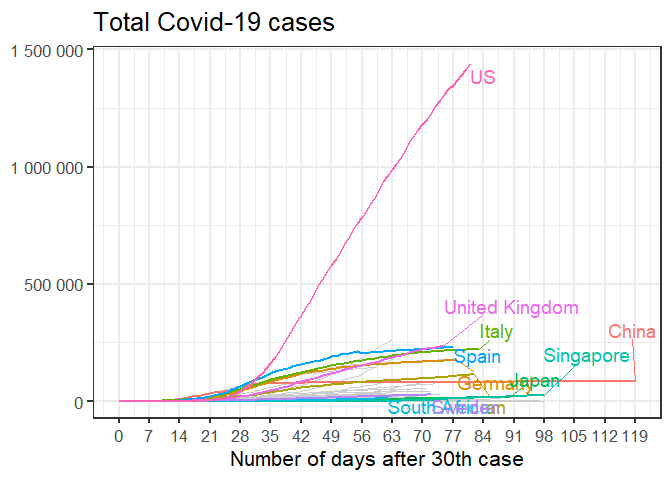 Total Covid-19 cases
1 500 000
US
1 000 000
500 000
United Kingdom
Italy
China
Spain
Singapore
Germany
Japan
0
South Africa
0 7 14 21 28 35 42 49 56 63 70 77 84 91 98 105 112 119
Number of days after 30th case